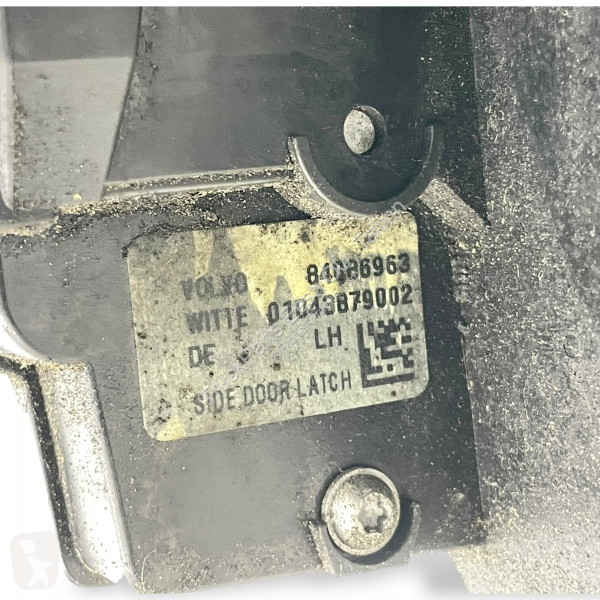 VOLVO 84086963
WITTE 01043879002
DE LH
SIDE DOOR LATCH